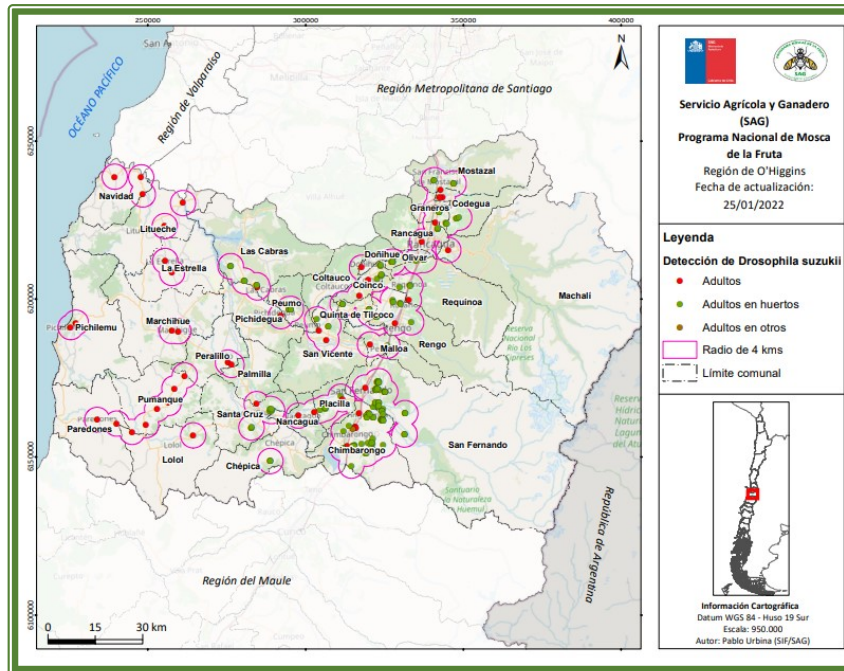 250000
300000
350000
400000
6250000
6150000
6100000
OCÉANO PACÍFICO
Región de Valparaíso
Región Metropolitana de Santiago
N
Mostazal
Navidad
Codegua
Graneros
Litueche
Rancagua
Las Cabras
Doñihue
Olivar
La Estrella
Coltauco
Machalí
Coinco
Peumo
Requinoa
Pichidegua
Quinta de Tilcoco
Marchihue
Pichilemu
Rengo
San Vicente
Malloa
Peralillo
Palmilla
Pumanque
Placilla
Santa Cruz
Nancagua
Paredones
San Fernando
Chimbarongo
Lolol
Chépica
Región del Maule
República de Argentina
0 15 30 km
Servicio Agrícola y Ganadero
(SAG)
Programa Nacional de Mosca
de la Fruta
Región de O'Higgins
Fecha de actualización:
25/01/2022
Leyenda
Detección de Drosophila suzukii
Adultos
Adultos en huertos
Adultos en otros
Radio de 4 kms
Límite comunal
Información Cartográfica
Datum WGS 84 - Huso 19 Sur
Escala: 950.000
Autor: Pablo Urbina (SIF/SAG)